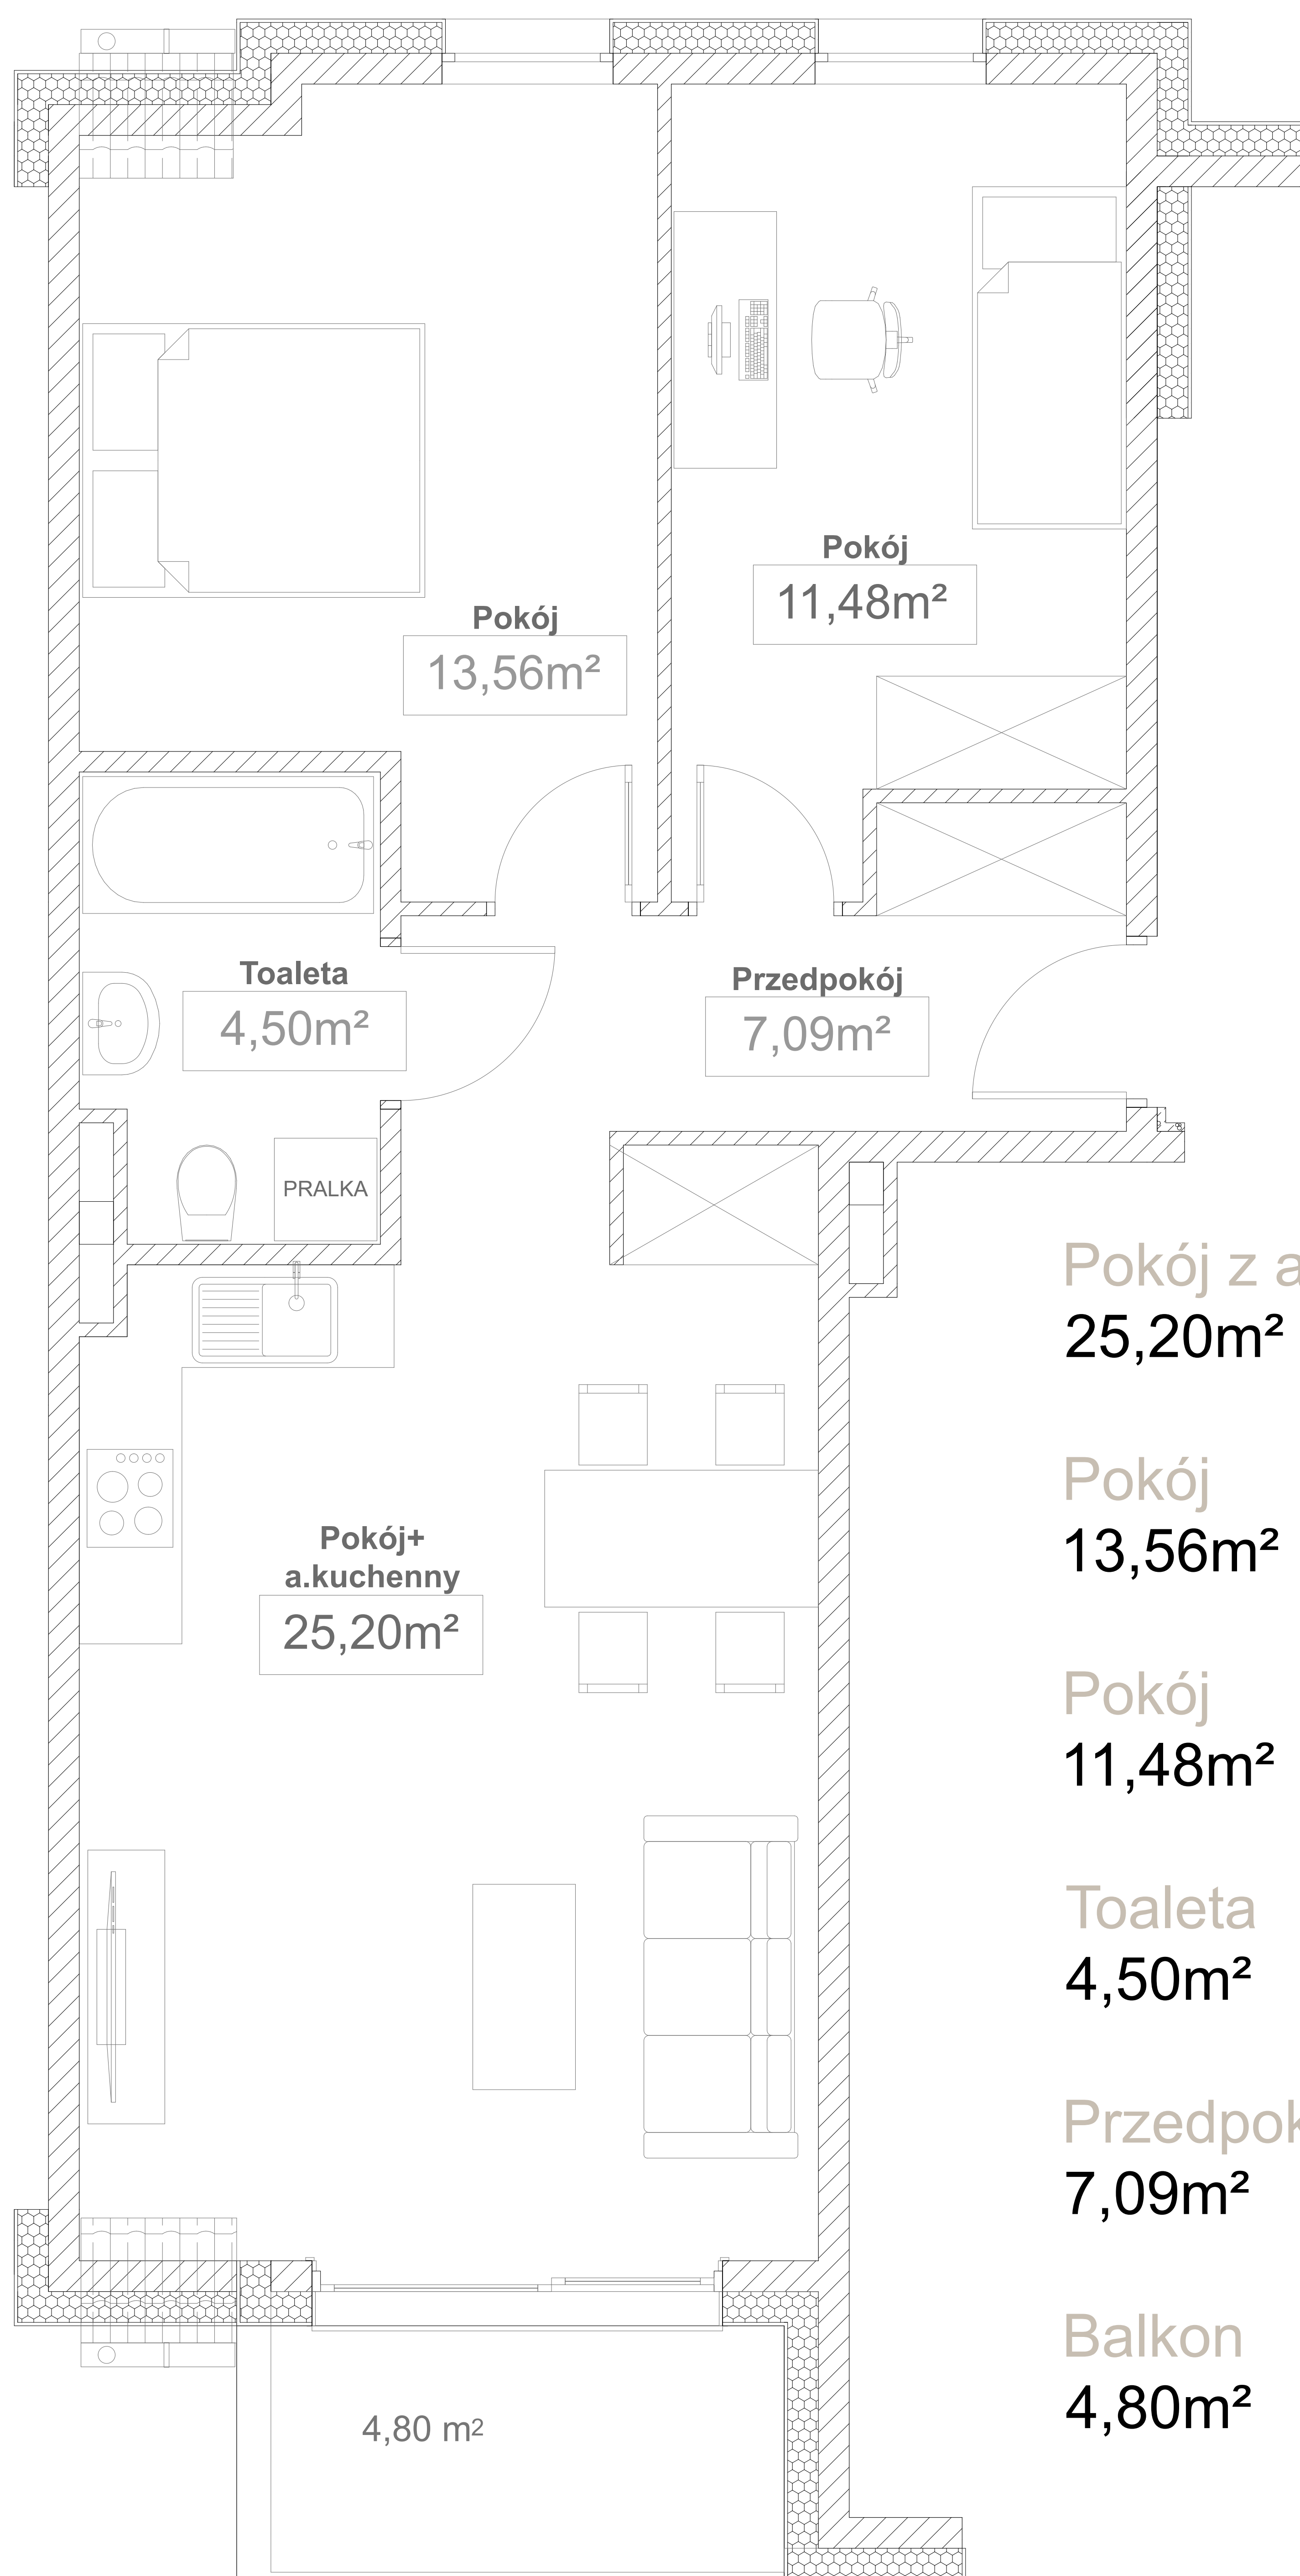 Pokój
11,48m²
Pokój
13,56m²
Toaleta
4,50m²
Przedpokój
7,09m²
PRALKA
Pokój+
a.kuchenny
25,20m²
4,80 m2
Pokój z a
25,20m²
Pokój
13,56m²
Pokój
11,48m²
Toaleta
4,50m²
Przedpok
7,09m²
Balkon
4,80m²